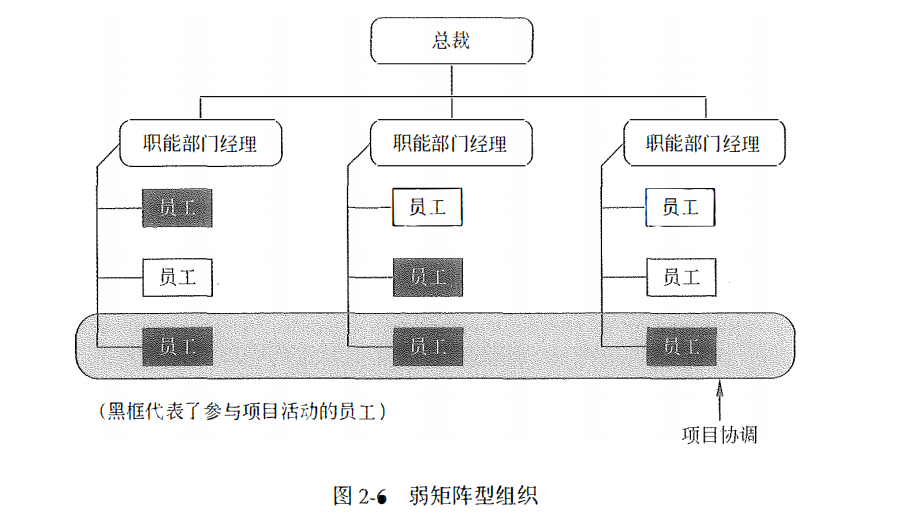 总裁
职能部门经理 职能部门经理 职能部门经理
员工 员工 员工
员工 员工 员工
员工 员工 员工
(黑框代表了参与项目活动的员工)
项目协调
图 2-6 弱矩阵型组织